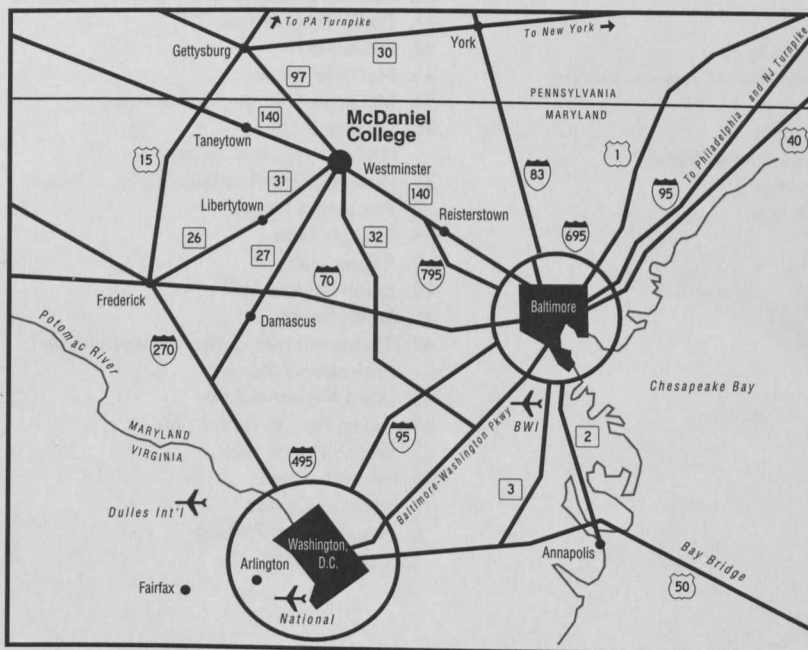 To PA Turnpike
Gettysburg
30
York
To New York
97
PENNSYLVANIA
MARYLAND
To Philadelphia and NJ Turnpike
140
Taneytown
McDaniel
College
Westminster
15
31
Libertytown
26
27
32
140
Reisterstown
83
1
95
40
695
795
70
Frederick
Damascus
Baltimore
270
Potomac River
MARYLAND
VIRGINIA
Chesapeake Bay
BWI
2
95
495
Baltimore-Washington Pkwy
3
Dulles Int'l
Washington,
D.C.
Arlington
Fairfax
National
Annapolis
Bay Bridge
50